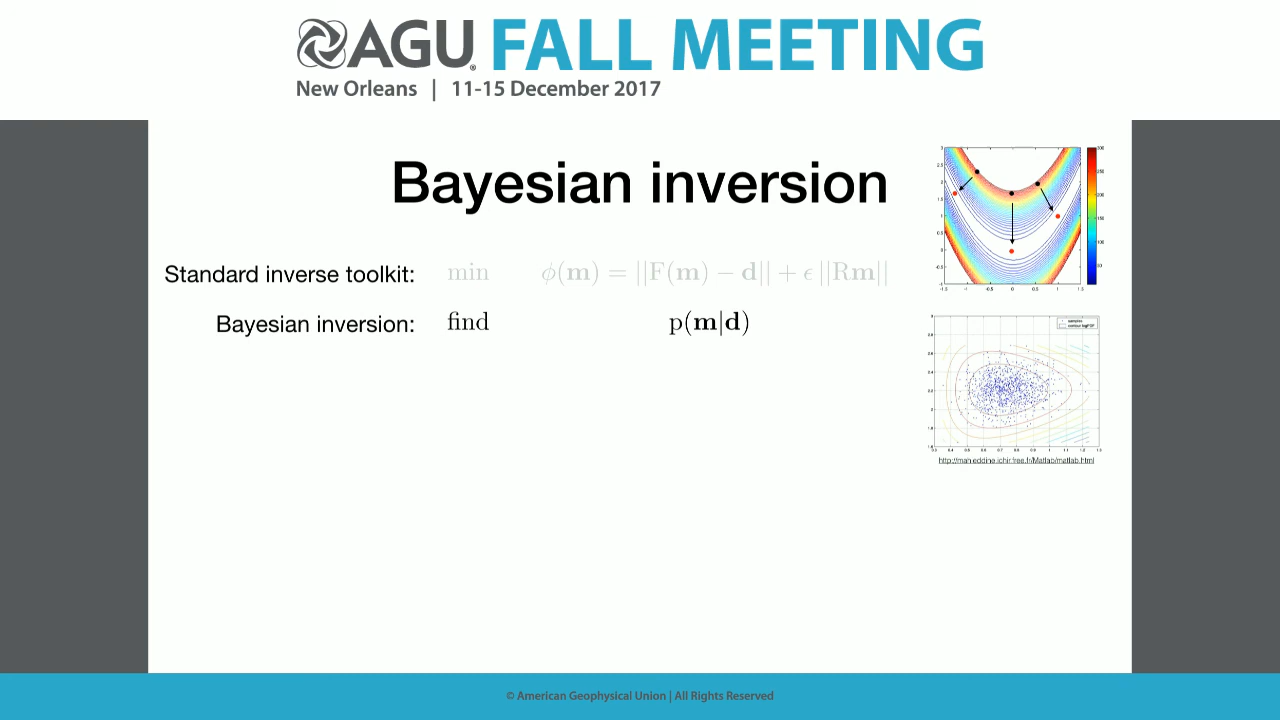 AGU FALL MEETING
New Orleans | 11-15 December 2017
Bayesian inversion
Standard inverse toolkit: min ϕ(m) = ||F(m) − d|| + ϵ ||Rm||
Bayesian inversion: find p(m|d)
© American Geophysical Union | All Rights Reserved